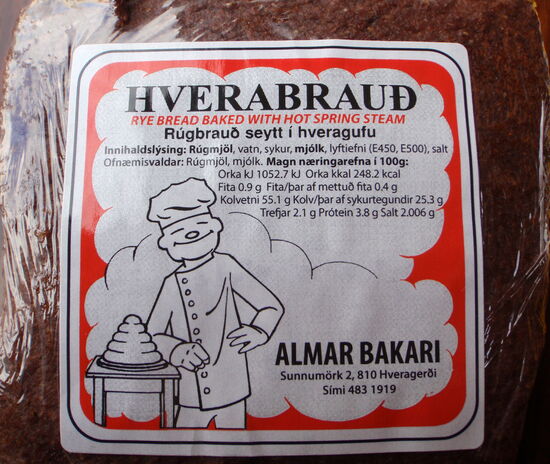 HVERABRAUÐ
RYE BREAD BAKED WITH HOT SPRING STEAM
Rúgbrauð seytt í hveragufu
Innihaldslýsing: Rúgmjöl, vatn, sykur, mjólk, lyftiefni (E450, E500), salt
Ofnæmisvaldar: Rúgmjöl, mjólk. Magn næringarefna í 100g:
Orka kJ 1052.7 kJ Orka kkal 248.2 kcal
Fita 0.9 g Fita/þar af mettuð fita 0.4 g
Kolvetni 55.1 g Kolv/þar af sykurtegundir 25.3 g
Trefjar 2.1 g Prótein 3.8 g Salt 2.006 g
ALMAR BAKARI
Sunnumörk 2, 810 Hveragerði
Sími 483 1919